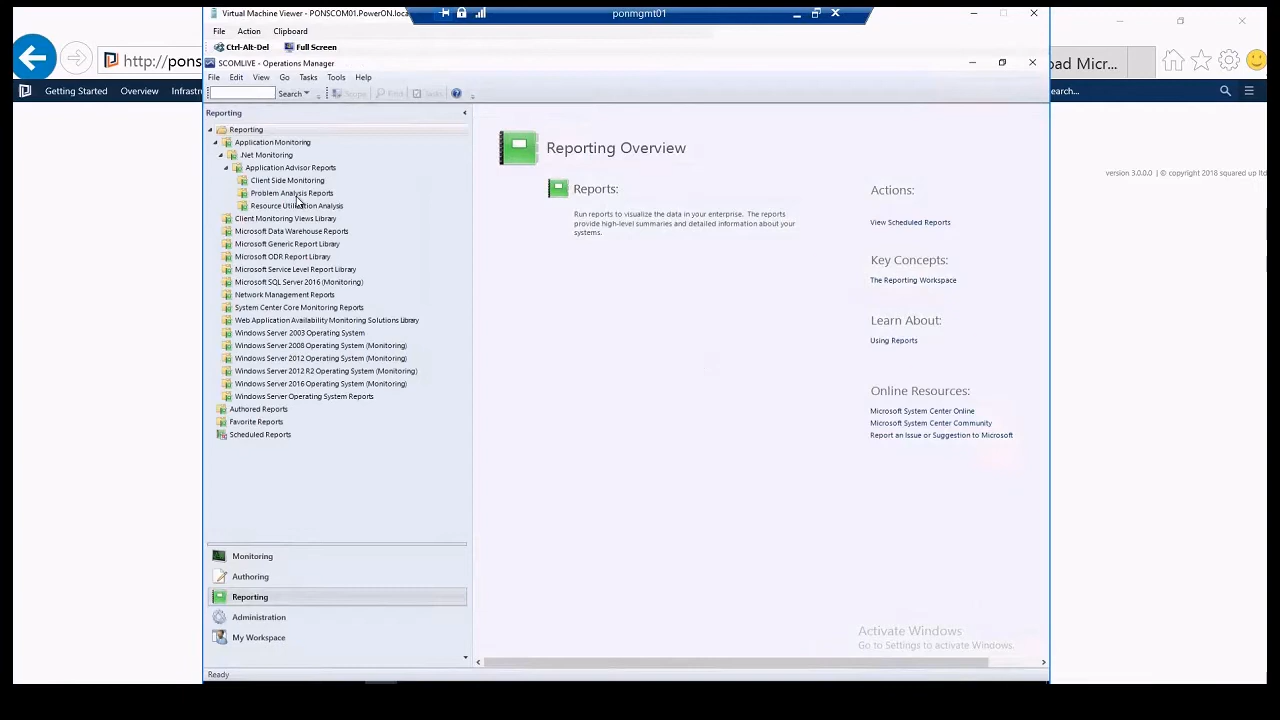 Virtual Machine Viewer - PONSCOM01.PowerON.loca
ponmgmt01
File Action Clipboard
Ctrl-Alt-Del Full Screen
http://pons
oad Micr...
SCOMLIVE - Operations Manager
File Edit View Go Tasks Tools Help
Search
Scope Find Tasks
Getting Started Overview Infrastr
earch...
Reporting
Reporting
Application Monitoring
.Net Monitoring
Application Advisor Reports
Client Side Monitoring
Problem Analysis Reports
Resource Utilization Analysis
Client Monitoring Views Library
Microsoft Data Warehouse Reports
Microsoft Generic Report Library
Microsoft ODR Report Library
Microsoft Service Level Report Library
Microsoft SQL Server 2016 (Monitoring)
Network Management Reports
System Center Core Monitoring Reports
Web Application Availability Monitoring Solutions Library
Windows Server 2003 Operating System
Windows Server 2008 Operating System (Monitoring)
Windows Server 2012 Operating System (Monitoring)
Windows Server 2012 R2 Operating System (Monitoring)
Windows Server 2016 Operating System (Monitoring)
Windows Server Operating System Reports
Authored Reports
Favorite Reports
Scheduled Reports
Monitoring
Authoring
Reporting
Administration
My Workspace
Ready
Reporting Overview
Reports:
Run reports to visualize the data in your enterprise. The reports
provide high-level summaries and detailed information about your
systems.
Actions:
View Scheduled Reports
Key Concepts:
The Reporting Workspace
Learn About:
Using Reports
Online Resources:
Microsoft System Center Online
Microsoft System Center Community
Report an Issue or Suggestion to Microsoft
Activate Windows
Go to Settings to activate Windows.
version 3.0.0.0 | © copyright 2018 squared up ltd